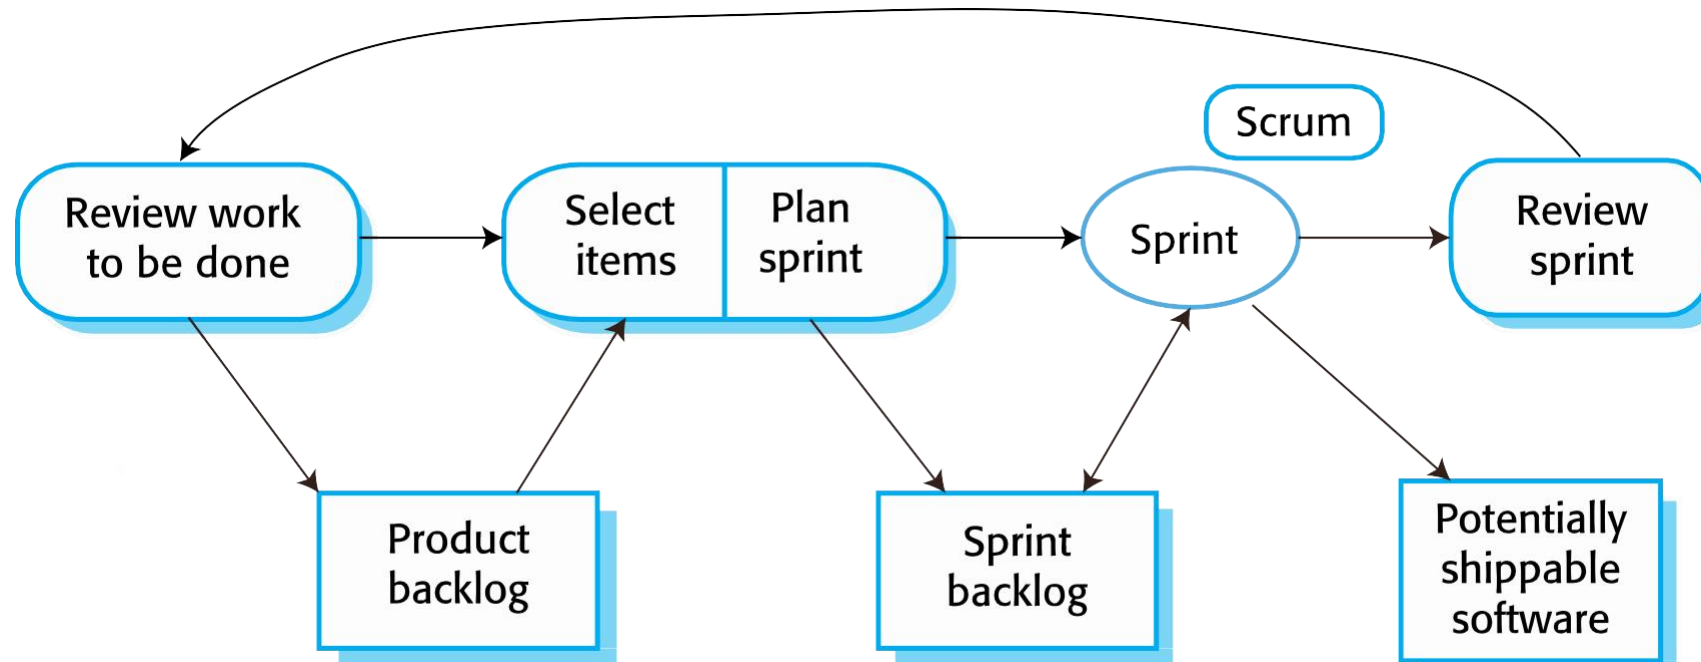 Scrum
Review work
to be done
Select
items
Plan
sprint
Sprint
Review
sprint
Product
backlog
Sprint
backlog
Potentially
shippable
software